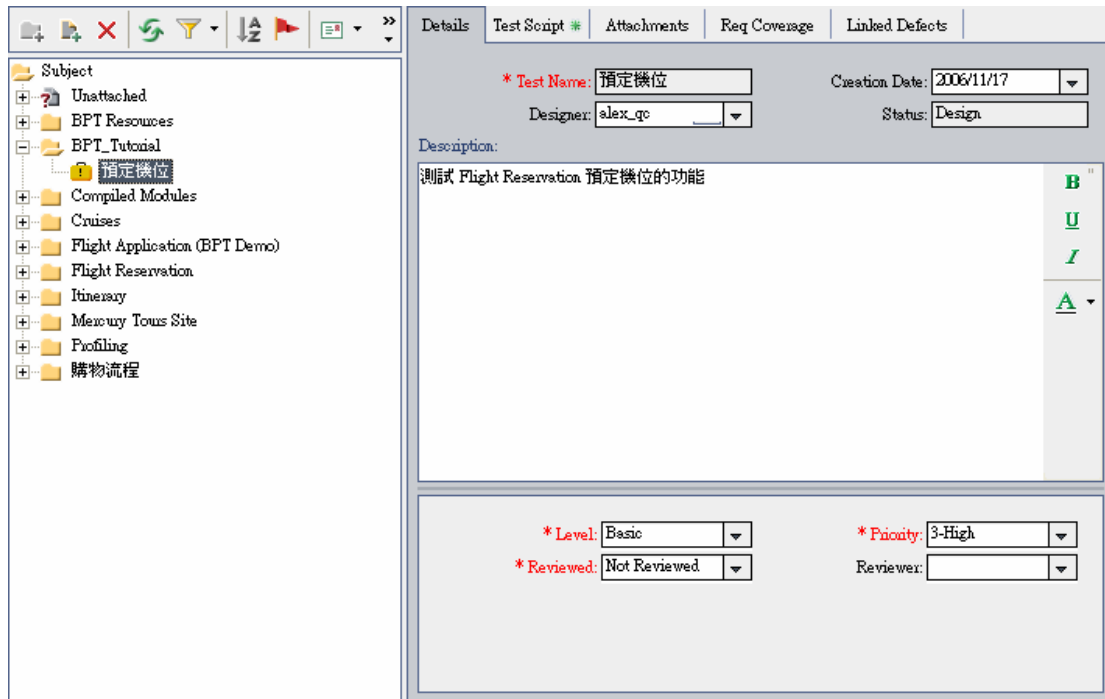 Details Test Script Attachments Req Coverage Linked Defects
Subject
Unattached
BPT Resources
BPT_Tutorial
預定機位
Compiled Modules
Cruises
Flight Application (BPT Demo)
Flight Reservation
Itinerary
Mercury Tours Site
Profiling
購物流程
* Test Name: 預定機位 Creation Date: 2006/11/17
Designer: alex_qc Status: Design
Description:
測試 Flight Reservation 預定機位的功能
B
U
I
A
* Level: Basic * Priority: 3-High
* Reviewed: Not Reviewed Reviewer: